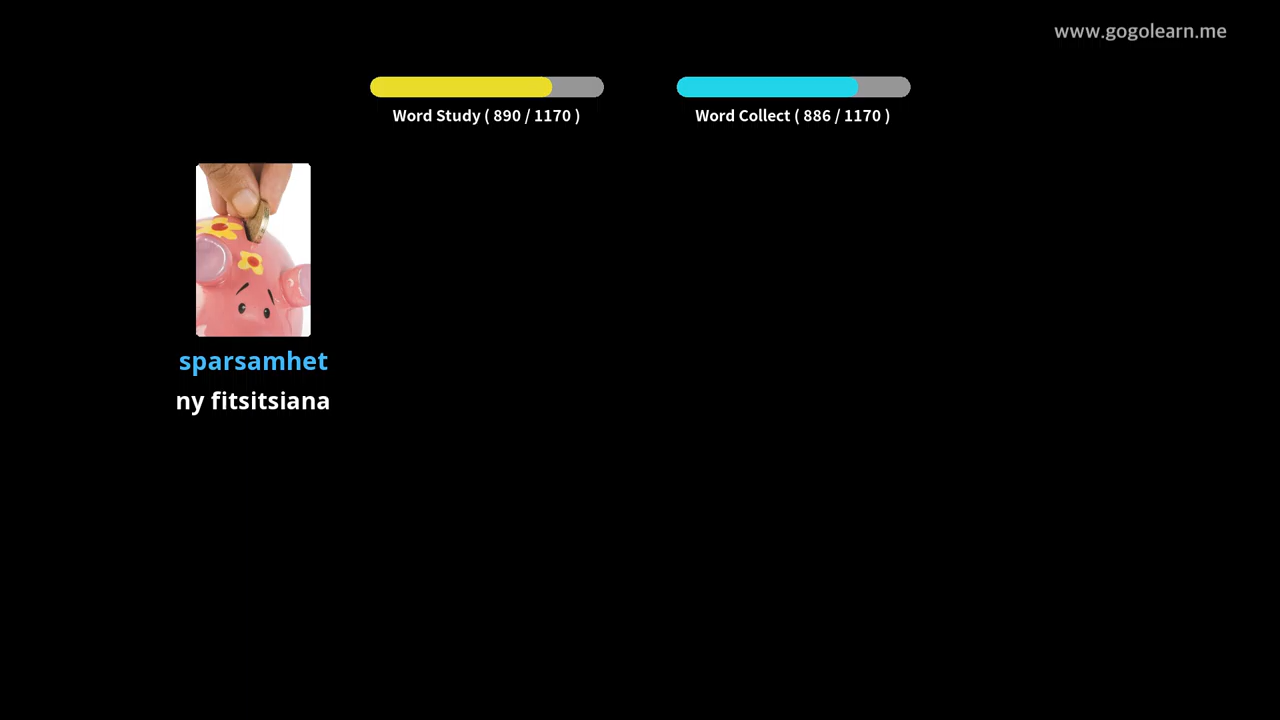 www.gogolearn.me
Word Study ( 890 / 1170 )
Word Collect ( 886 / 1170 )
sparsamhet
ny fitsitsiana